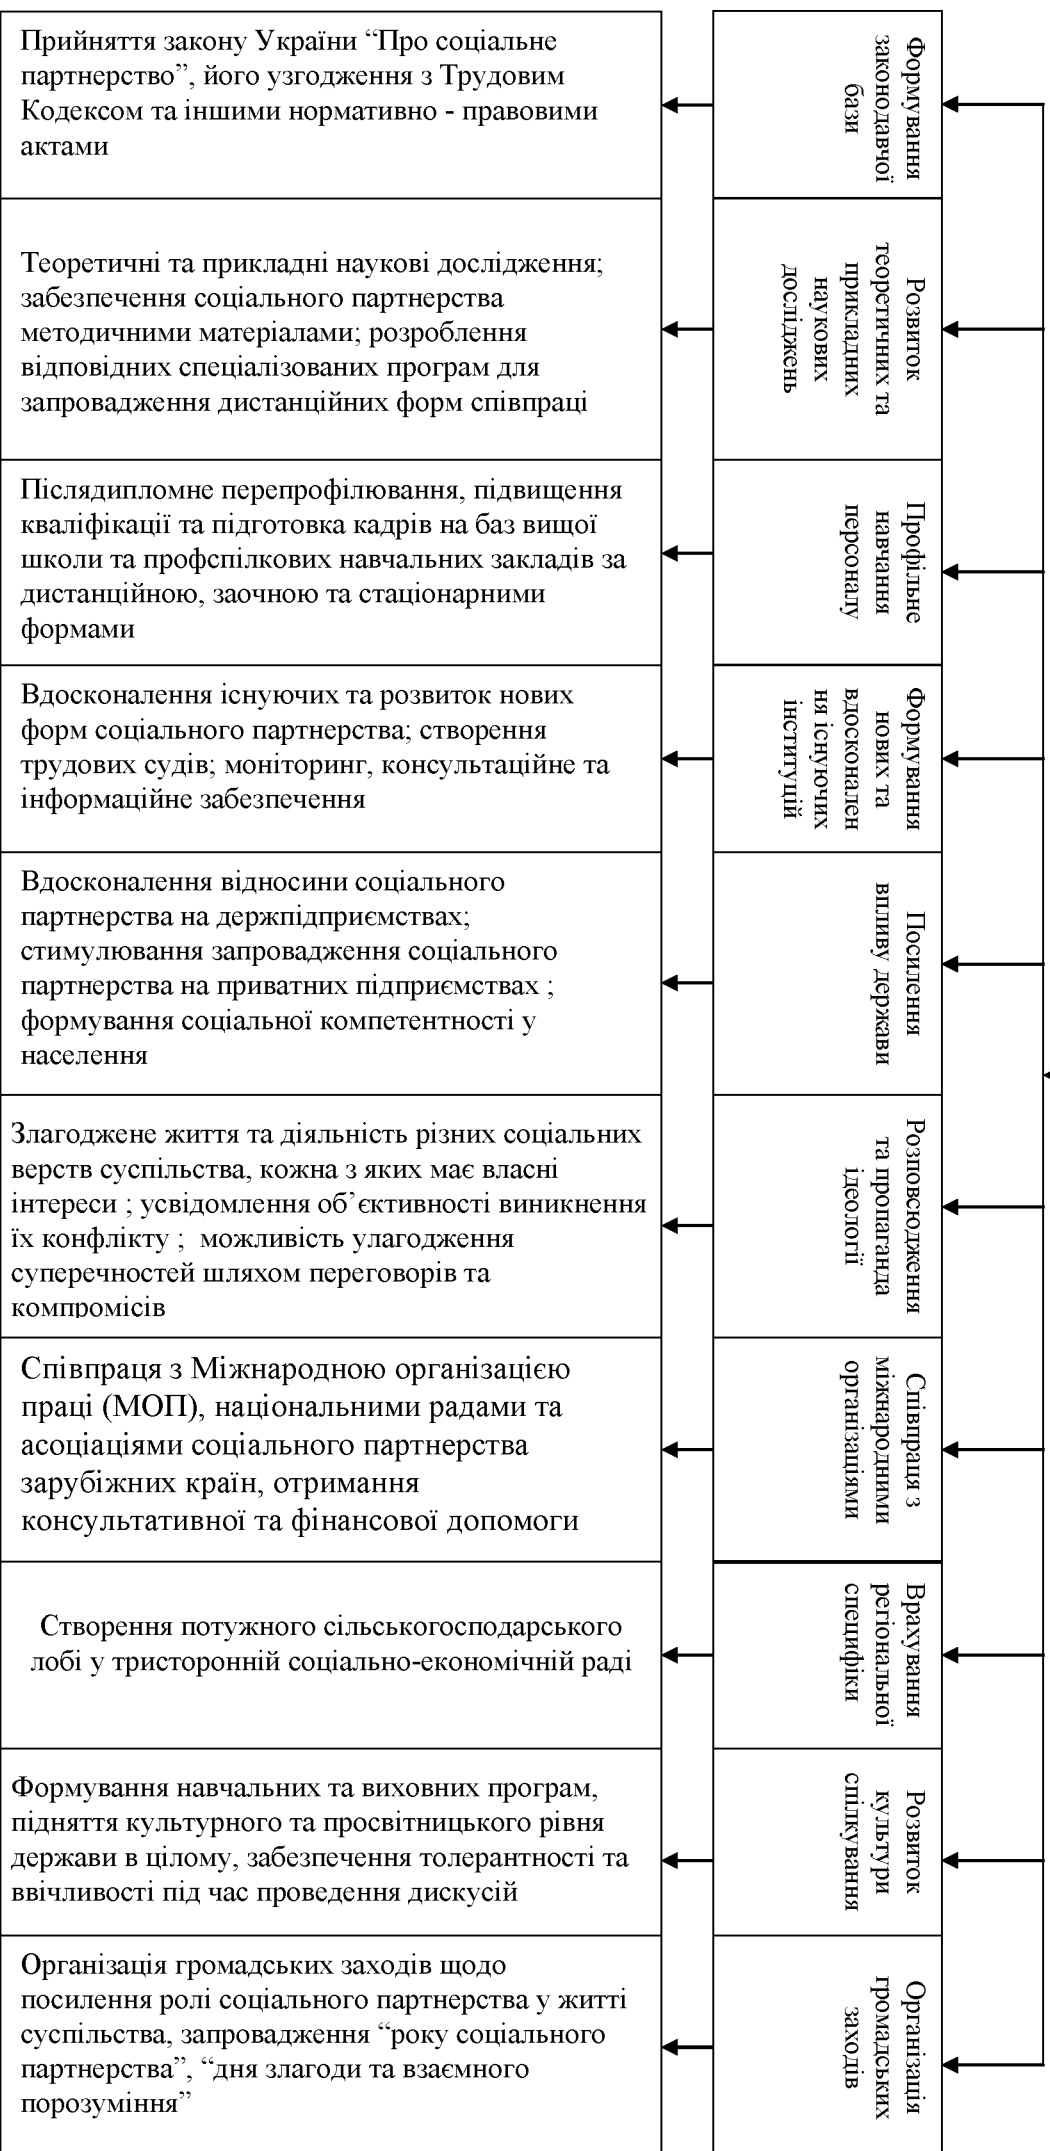 Прийняття закону України “Про соціальне
партнерство”, його узгодження з Трудовим
Кодексом та іншими нормативно - правовими
актами
Формування
законодавчої
бази
Теоретичні та прикладні наукові дослідження;
забезпечення соціального партнерства
методичними матеріалами; розроблення
відповідних спеціалізованих програм для
запровадження дистанційних форм співпраці
Розвиток
теоретичних та
прикладних
наукових
досліджень
Післядипломне перепрофілювання, підвищення
кваліфікації та підготовка кадрів на баз вищої
школи та профспілкових навчальних закладів за
дистанційною, заочною та стаціонарними
формами
Профільне
навчання
персоналу
Вдосконалення існуючих та розвиток нових
форм соціального партнерства; створення
трудових судів; моніторинг, консультаційне та
інформаційне забезпечення
Формування
нових та
вдосконален
ня існуючих
інституцій
Вдосконалення відносини соціального
партнерства на держпідприємствах;
стимулювання запровадження соціального
партнерства на приватних підприємствах ;
формування соціальної компетентності у
населення
Посилення
впливу держави
Злагоджене життя та діяльність різних соціальних
верств суспільства, кожна з яких має власні
інтереси ; усвідомлення об’єктивності виникнення
їх конфлікту ; можливість улагодження
суперечностей шляхом переговорів та
компромісів
Розповсюдження
та пропаганда
ідеології
Співпраця з Міжнародною організацією
праці (МОП), національними радами та
асоціаціями соціального партнерства
зарубіжних країн, отримання
консультативної та фінансової допомоги
Співпраця з
міжнародними
організаціями
Створення потужного сільськогосподарського
лобі у тристоронній соціально-економічній раді
Врахування
регіональної
специфіки
Формування навчальних та виховних програм,
підняття культурного та просвітницького рівня
держави в цілому, забезпечення толерантності та
ввічливості під час проведення дискусій
Розвиток
культури
спілкування
Організація громадських заходів щодо
посилення ролі соціального партнерства у житті
суспільства, запровадження “року соціального
партнерства”, “дня злагоди та взаємного
порозуміння”
Організація
громадських
заходів